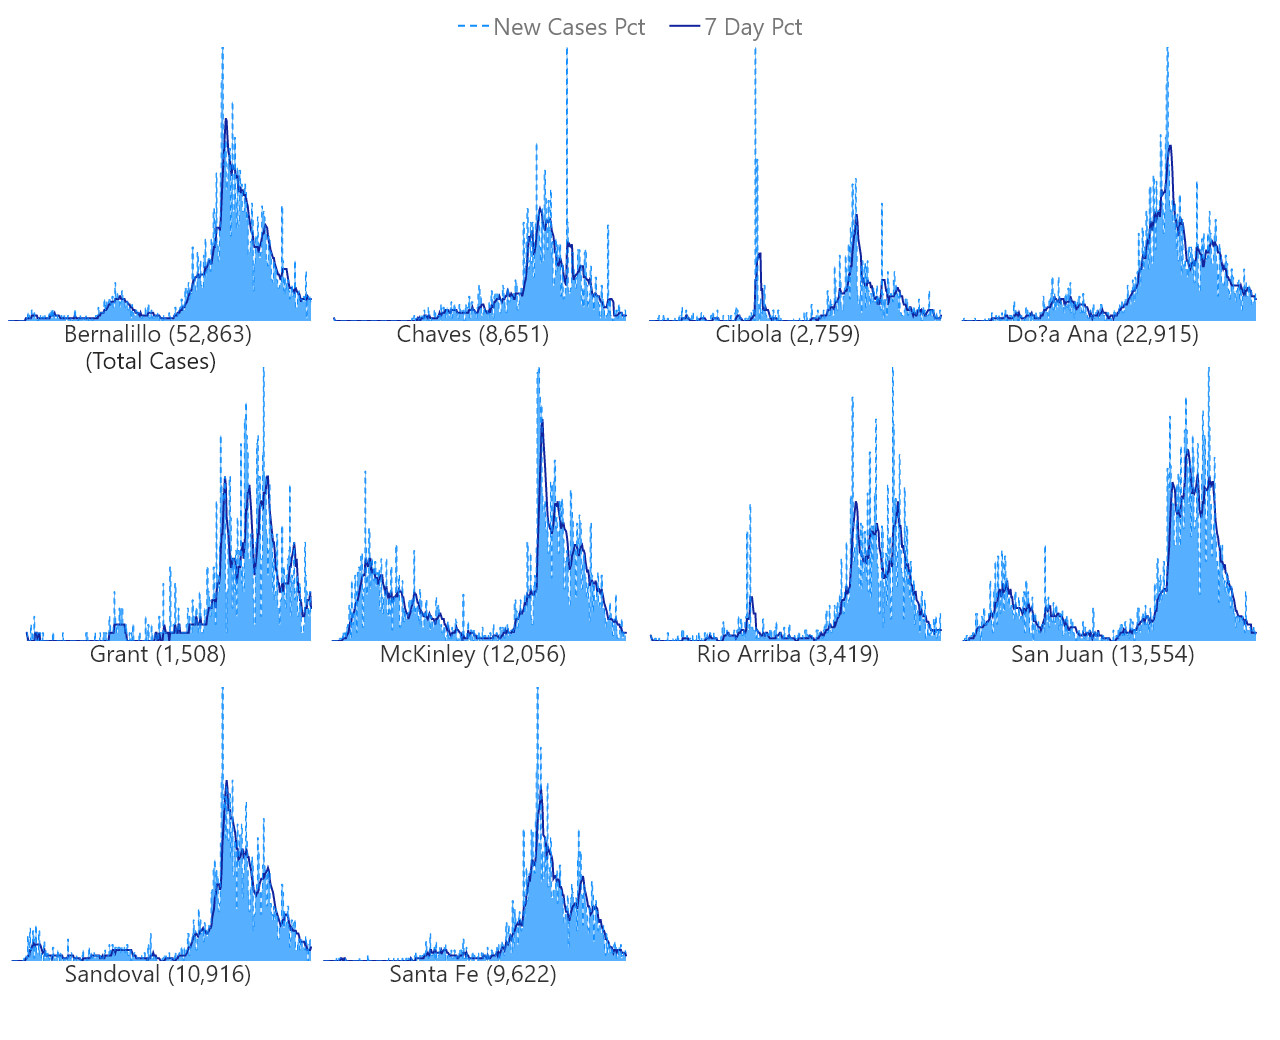 New Cases Pct 7 Day Pct
Bernalillo (52,863) Chaves (8,651) Cibola (2,759) Do?a Ana (22,915)
(Total Cases)
Grant (1,508) McKinley (12,056) Rio Arriba (3,419) San Juan (13,554)
Sandoval (10,916) Santa Fe (9,622)